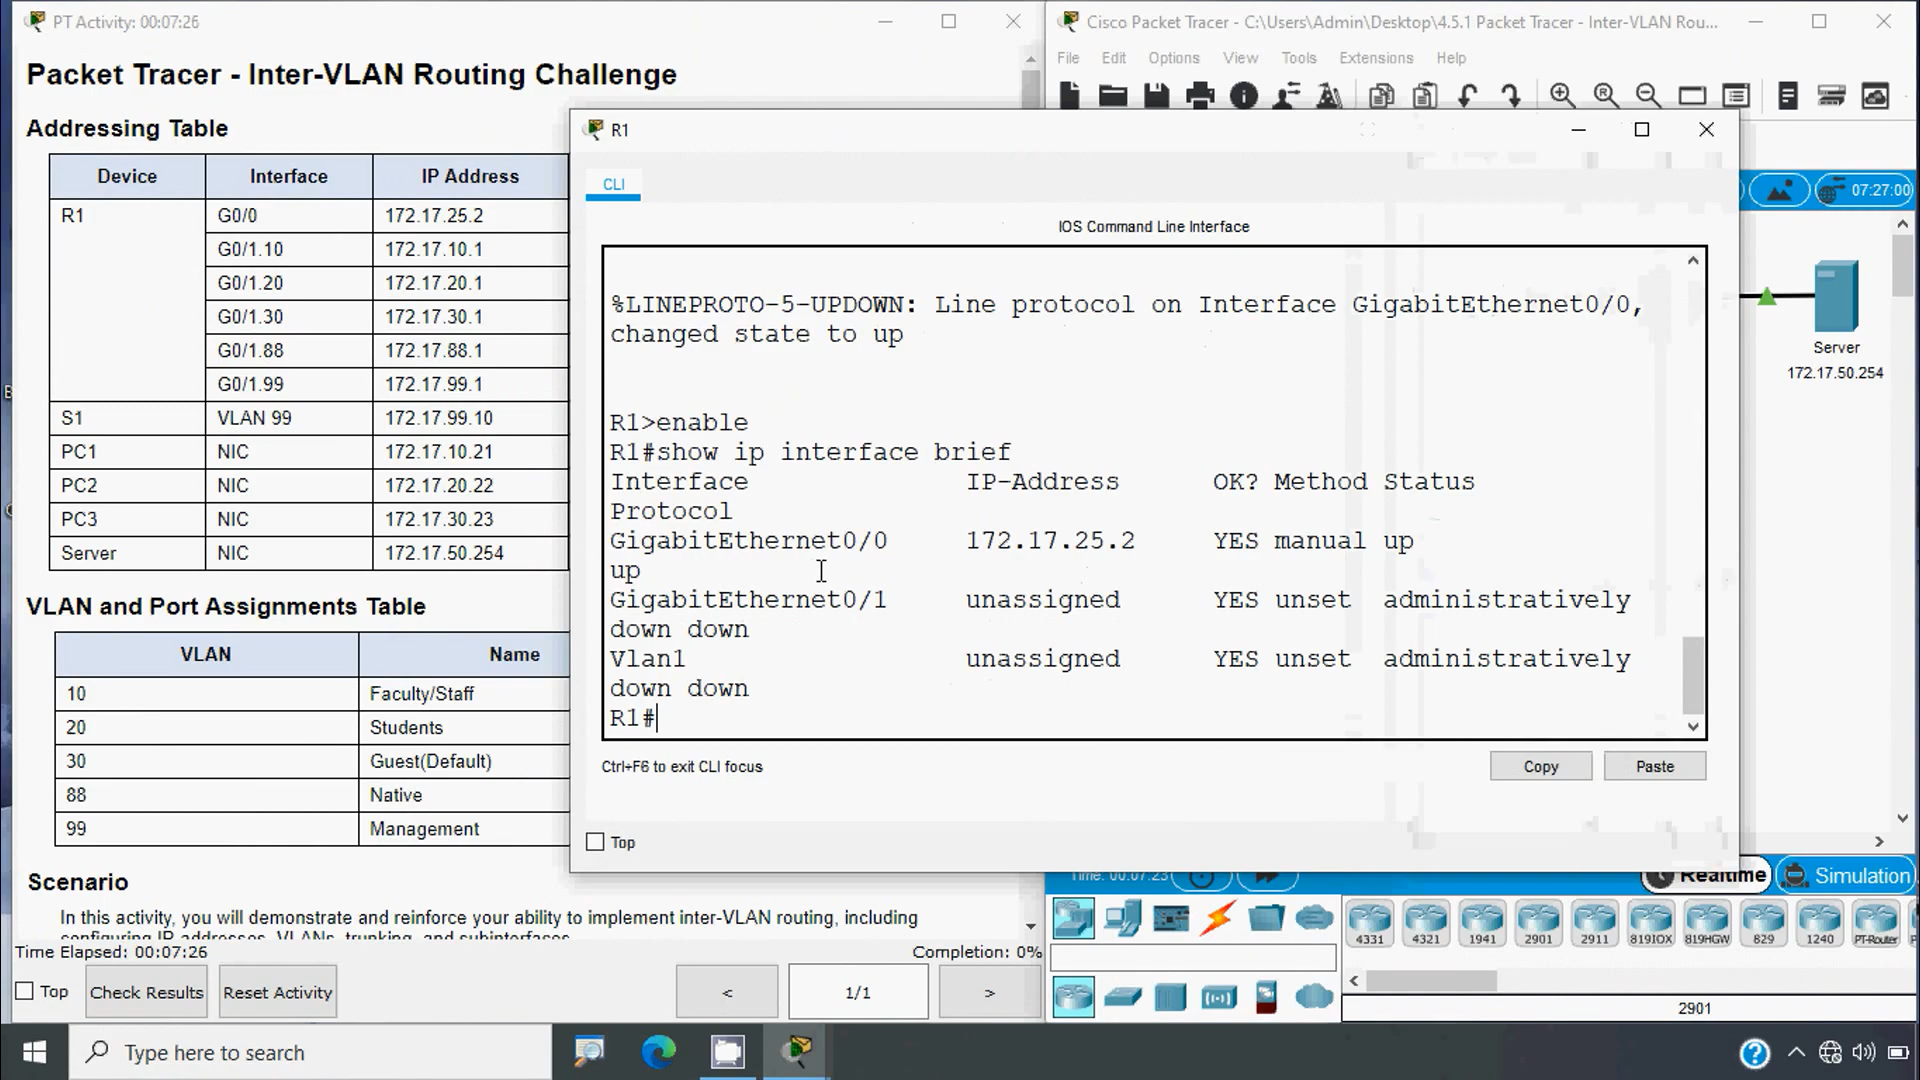 PT Activity: 00:07:26
Packet Tracer - Inter-VLAN Routing Challenge
Addressing Table
Device Interface IP Address
R1 G0/0 172.17.25.2
G0/1.10 172.17.10.1
G0/1.20 172.17.20.1
G0/1.30 172.17.30.1
G0/1.88 172.17.88.1
G0/1.99 172.17.99.1
S1 VLAN 99 172.17.99.10
PC1 NIC 172.17.10.21
PC2 NIC 172.17.20.22
PC3 NIC 172.17.30.23
Server NIC 172.17.50.254
VLAN and Port Assignments Table
VLAN Name
10 Faculty/Staff
20 Students
30 Guest(Default)
88 Native
99 Management
Scenario
In this activity, you will demonstrate and reinforce your ability to implement inter-VLAN routing, including
configuring IP addresses, VLANs, trunking, and subinterfaces.
Time Elapsed: 00:07:26
Completion: 0%
Top
Check Results
Reset Activity
<
1/1
>
Cisco Packet Tracer - C:\Users\Admin\Desktop\4.5.1 Packet Tracer - Inter-VLAN Rou...
File Edit Options View Tools Extensions Help
R1
CLI
IOS Command Line Interface
%LINEPROTO-5-UPDOWN: Line protocol on Interface GigabitEthernet0/0,
changed state to up
R1>enable
R1#show ip interface brief
Interface IP-Address OK? Method Status
Protocol
GigabitEthernet0/0 172.17.25.2 YES manual up
up
GigabitEthernet0/1 unassigned YES unset administratively
down down
Vlan1 unassigned YES unset administratively
down down
R1#
Ctrl+F6 to exit CLI focus
Copy
Paste
Top
07:27:00
Server
172.17.50.254
Time: 00:07:23
Realtime
Simulation
4331 4321 1941 2901 2911 819IOX 819HGW 829 1240 PT-Router
2901
Type here to search